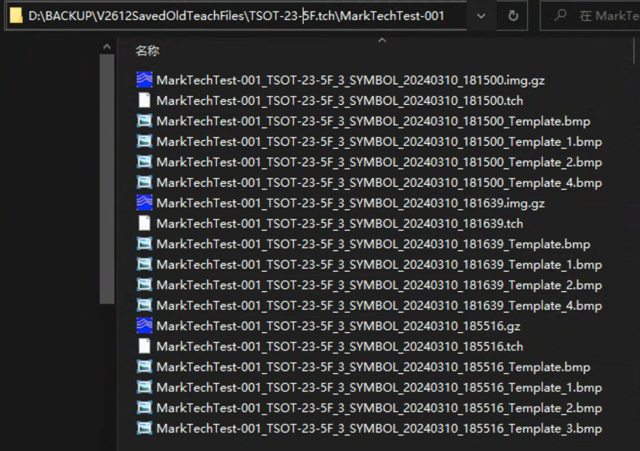 D:\BACKUP\V2612SavedOldTeachFiles\TSOT-23-5F.tch\MarkTechTest-001
在 MarkTech
名称
MarkTechTest-001_TSOT-23-5F_3_SYMBOL_20240310_181500.img.gz
MarkTechTest-001_TSOT-23-5F_3_SYMBOL_20240310_181500.tch
MarkTechTest-001_TSOT-23-5F_3_SYMBOL_20240310_181500_Template.bmp
MarkTechTest-001_TSOT-23-5F_3_SYMBOL_20240310_181500_Template_1.bmp
MarkTechTest-001_TSOT-23-5F_3_SYMBOL_20240310_181500_Template_2.bmp
MarkTechTest-001_TSOT-23-5F_3_SYMBOL_20240310_181500_Template_4.bmp
MarkTechTest-001_TSOT-23-5F_3_SYMBOL_20240310_181639.img.gz
MarkTechTest-001_TSOT-23-5F_3_SYMBOL_20240310_181639.tch
MarkTechTest-001_TSOT-23-5F_3_SYMBOL_20240310_181639_Template.bmp
MarkTechTest-001_TSOT-23-5F_3_SYMBOL_20240310_181639_Template_1.bmp
MarkTechTest-001_TSOT-23-5F_3_SYMBOL_20240310_181639_Template_2.bmp
MarkTechTest-001_TSOT-23-5F_3_SYMBOL_20240310_181639_Template_4.bmp
MarkTechTest-001_TSOT-23-5F_3_SYMBOL_20240310_185516.gz
MarkTechTest-001_TSOT-23-5F_3_SYMBOL_20240310_185516.tch
MarkTechTest-001_TSOT-23-5F_3_SYMBOL_20240310_185516_Template.bmp
MarkTechTest-001_TSOT-23-5F_3_SYMBOL_20240310_185516_Template_1.bmp
MarkTechTest-001_TSOT-23-5F_3_SYMBOL_20240310_185516_Template_2.bmp
MarkTechTest-001_TSOT-23-5F_3_SYMBOL_20240310_185516_Template_3.bmp